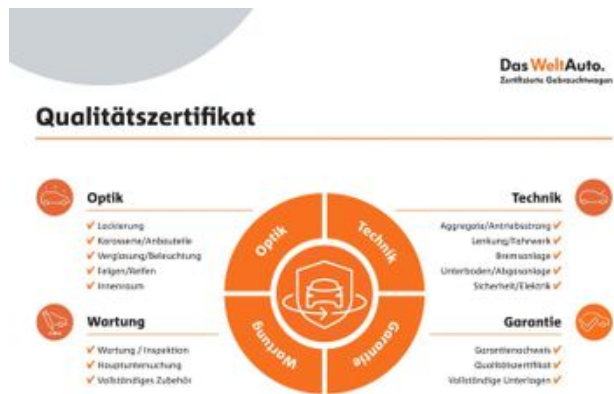 Das WeltAuto.
Zertifizierte Gebrauchtwagen
Qualitätszertifikat
Optik
✓ Lackierung
✓ Karosserie/Anbauteile
✓ Verglasung/Beleuchtung
✓ Felgen/Reifen
✓ Innenraum
Optik
Technik
Wartung
Garantie
Technik
Aggregate/Antriebsstrang ✓
Lenkung/Fahrwerk ✓
Bremsanlage ✓
Unterboden/Abgasanlage ✓
Sicherheit/Elektrik ✓
Wartung
✓ Wartung / Inspektion
✓ Hauptuntersuchung
✓ Vollständiges Zubehör
Garantie
Garantienachweis ✓
Qualitätszertifikat ✓
Vollständige Unterlagen ✓